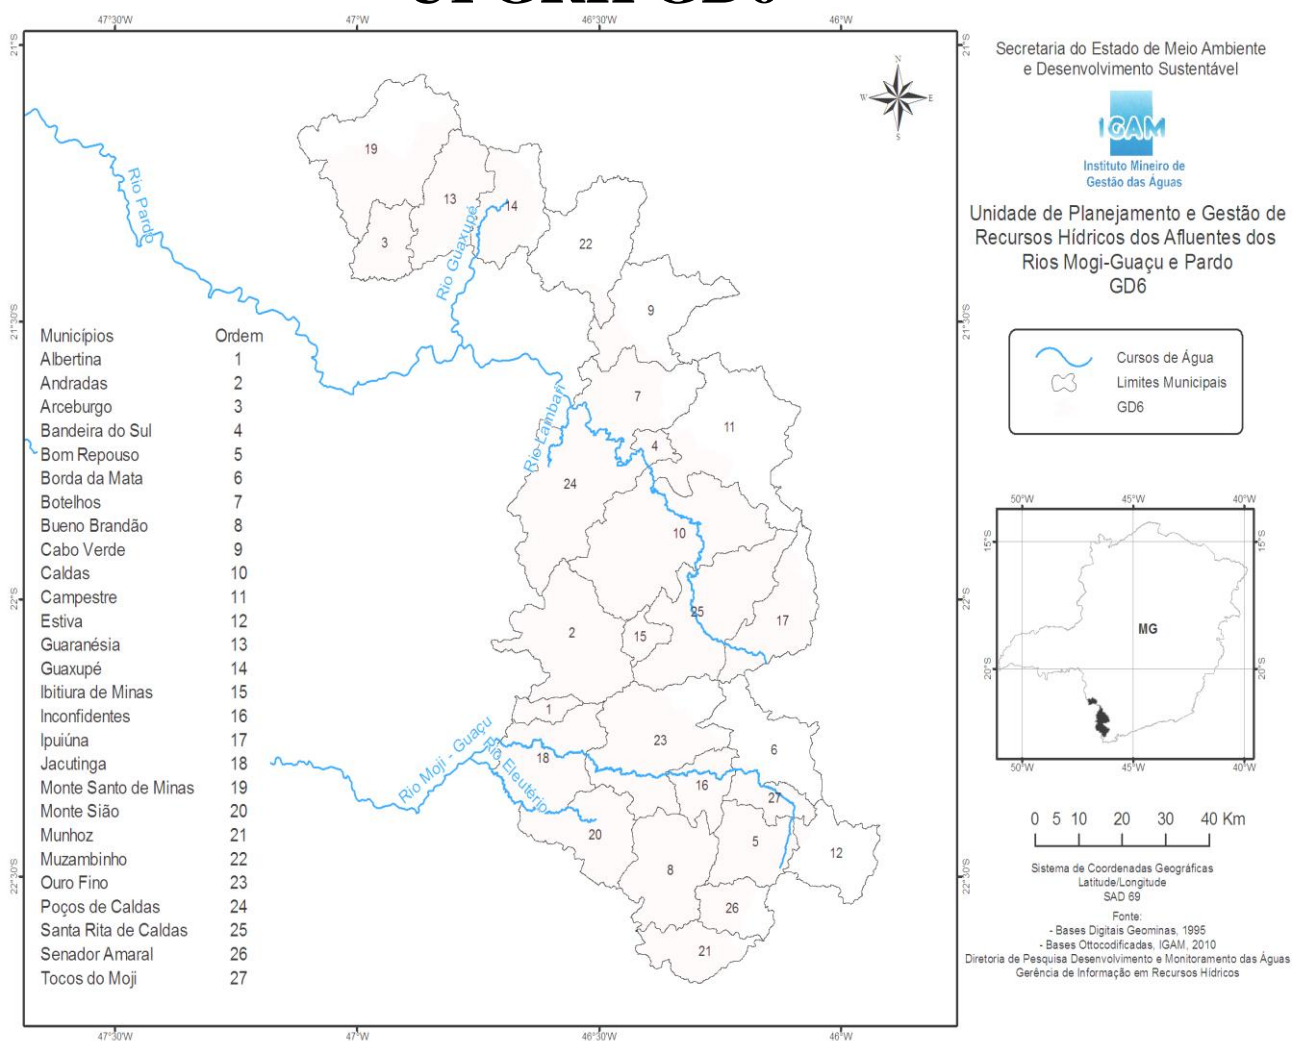 47°30'W 47°W 46°30'W 46°W
21°S
21°S
21°30'S
21°30'S
22°S
22°S
22°30'S
22°30'S
47°30'W 47°W 46°30'W 46°W
N
W E
S
Rio Pardo
Rio Guaxupé
Rio Lambari
Rio Moji - Guaçu
Rio Eleutério
19
13
14
3
22
9
7
11
4
24
10
25
17
2
15
1
23
6
18
16
27
20
5
12
8
26
21
Municípios Ordem
Albertina 1
Andradas 2
Arceburgo 3
Bandeira do Sul 4
Bom Repouso 5
Borda da Mata 6
Botelhos 7
Bueno Brandão 8
Cabo Verde 9
Caldas 10
Campestre 11
Estiva 12
Guaranésia 13
Guaxupé 14
Ibitiura de Minas 15
Inconfidentes 16
Ipuiúna 17
Jacutinga 18
Monte Santo de Minas 19
Monte Sião 20
Munhoz 21
Muzambinho 22
Ouro Fino 23
Poços de Caldas 24
Santa Rita de Caldas 25
Senador Amaral 26
Tocos do Moji 27
Secretaria do Estado de Meio Ambiente
e Desenvolvimento Sustentável
IGAM
Instituto Mineiro de
Gestão das Águas
Unidade de Planejamento e Gestão de
Recursos Hídricos dos Afluentes dos
Rios Mogi-Guaçu e Pardo
GD6
Cursos de Água
Limites Municipais
GD6
50°W 45°W 40°W
15°S
15°S
MG
20°S
20°S
50°W 45°W 40°W
0 5 10 20 30 40 Km
Sistema de Coordenadas Geográficas
Latitude/Longitude
SAD 69
Fonte:
- Bases Digitais Geominas, 1995
- Bases Ottocodificadas, IGAM, 2010
Diretoria de Pesquisa Desenvolvimento e Monitoramento das Águas
Gerência de Informação em Recursos Hídricos